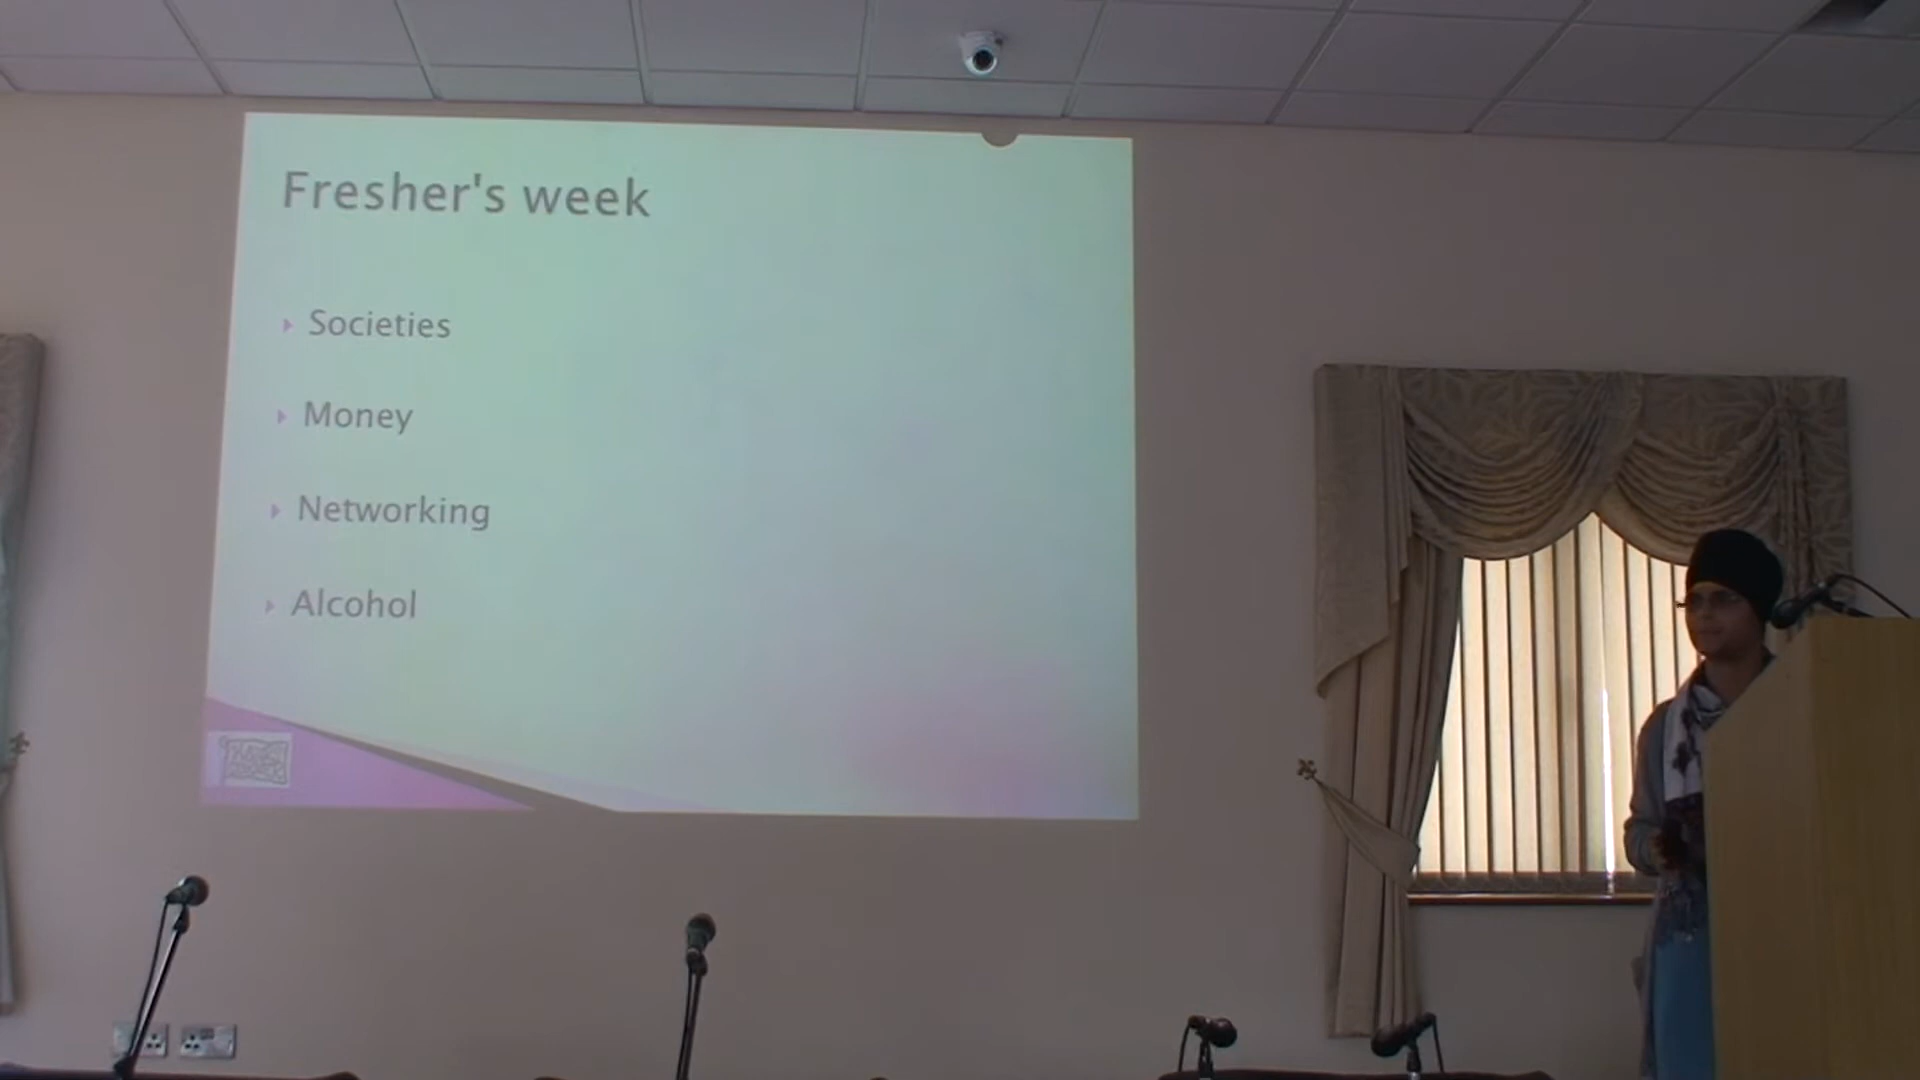 Fresher's week
Societies
Money
Networking
Alcohol